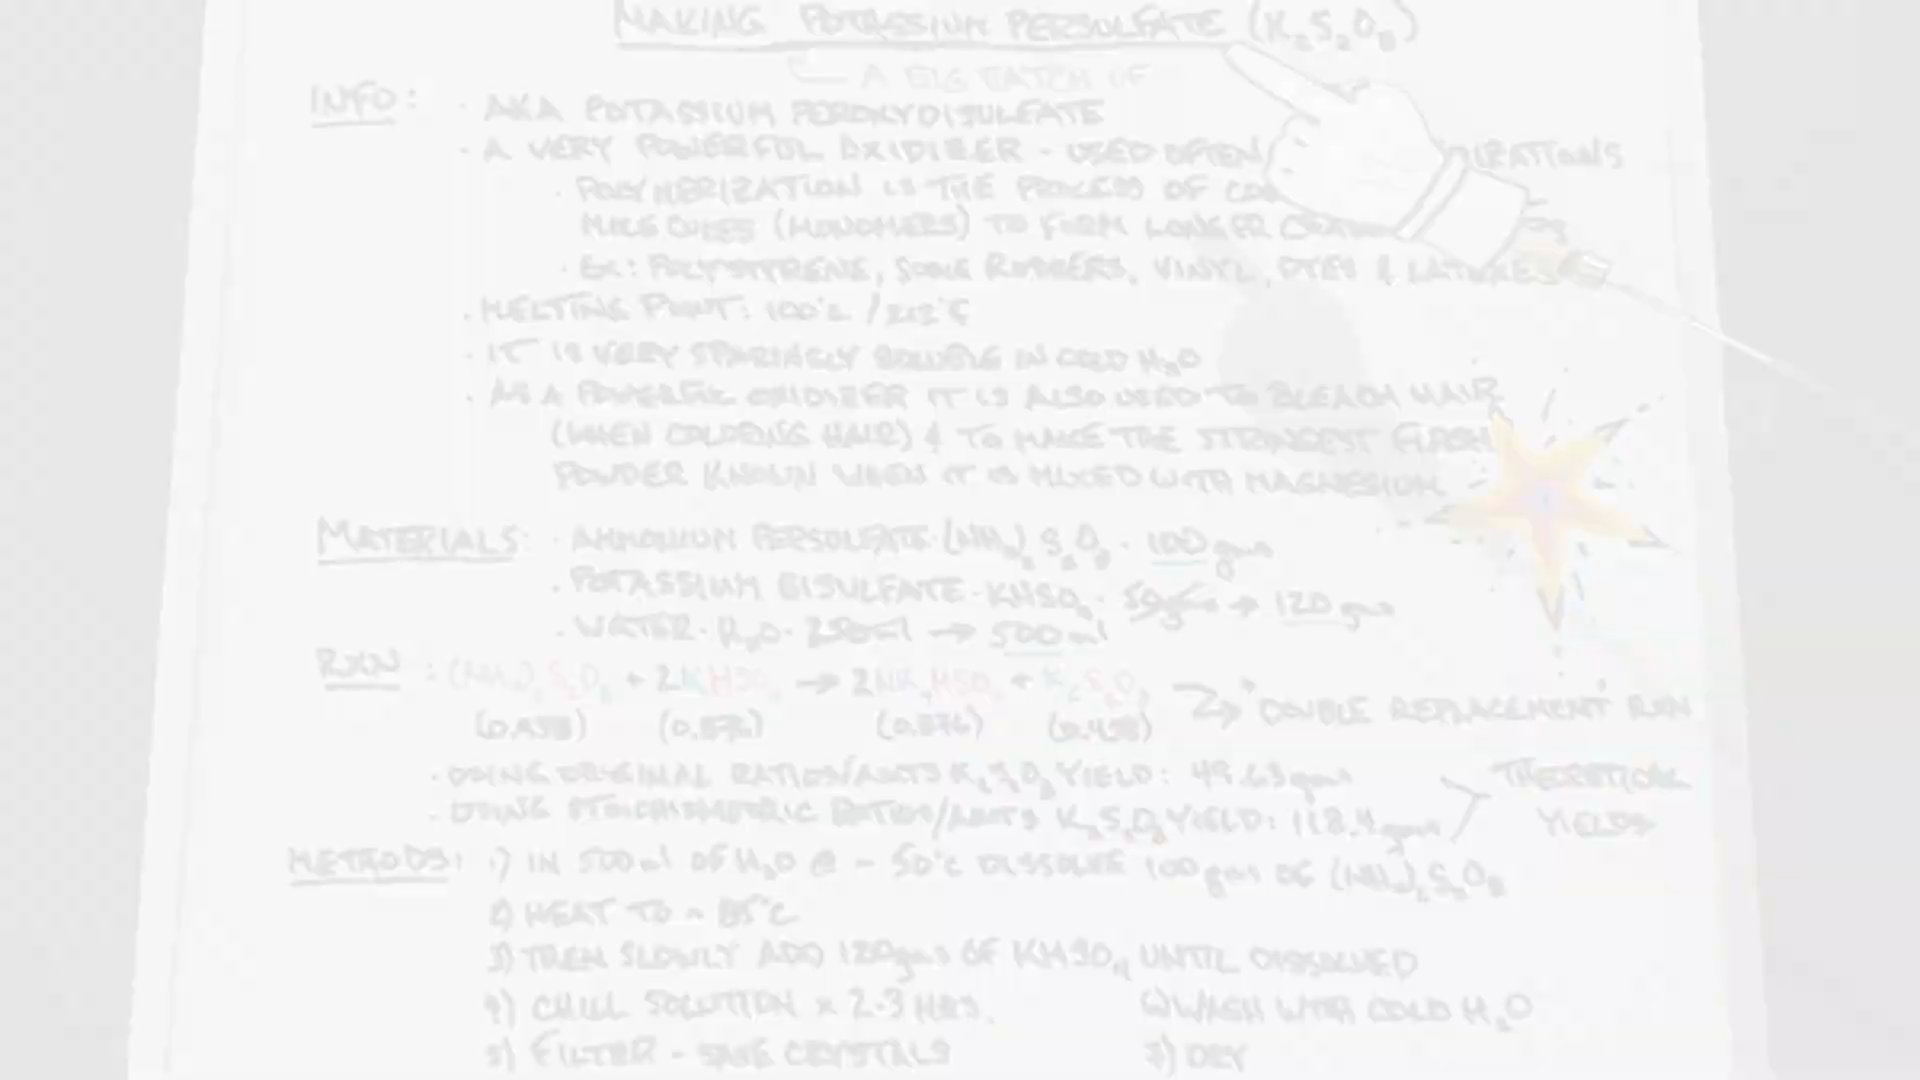 MAKING POTASSIUM PERSULFATE (K2S2O8)
A BIG BATCH OF
INFO: · AKA POTASSIUM PEROXYDISULFATE
· A VERY POWERFUL OXIDIZER - USED OFTEN
· POLYMERIZATION IS THE PROCESS OF
MOLECULES (MONOMERS) TO FORM LONGER
· EX: POLYSTYRENE, SOME RUBBERS, VINYL, DYES & LATEXES
· MELTING POINT: 100°C / 212°F
· IT IS VERY SPARINGLY SOLUBLE IN COLD H2O
· AS A POWERFUL OXIDIZER IT IS ALSO USED TO BLEACH HAIR
(WHEN COLORING HAIR) & TO MAKE THE STRONGEST FLASH
POWDER KNOWN WHEN IT IS MIXED WITH MAGNESIUM
MATERIALS: · AMMONIUM PERSULFATE · (NH4)2S2O8 · 100 gms
· POTASSIUM BISULFATE · KHSO4 · 50gms → 120 gms
· WATER · H2O · 250ml → 500 ml
RXN: (NH4)2S2O8 + 2KHSO4 → 2NH4HSO4 + K2S2O8 "DOUBLE REPLACEMENT" RXN
(0.438) (0.876) (0.876) (0.438)
· USING ORIGINAL RATION/AMTS K2S2O8 YIELD: 49.63gms THEORETICAL
· USING STOICHIOMETRIC RATIOS/AMTS K2S2O8 YIELD: 118.4 gms YIELDS
METHODS: 1) IN 500ml OF H2O @ ~ 50°C DISSOLVE 100gms OF (NH4)2S2O8
2) HEAT TO ~ 85°C
3) THEN SLOWLY ADD 120gms OF KHSO4 UNTIL DISSOLVED
4) CHILL SOLUTION x 2-3 HRS. 6) WASH WITH COLD H2O
5) FILTER - SAVE CRYSTALS 7) DRY